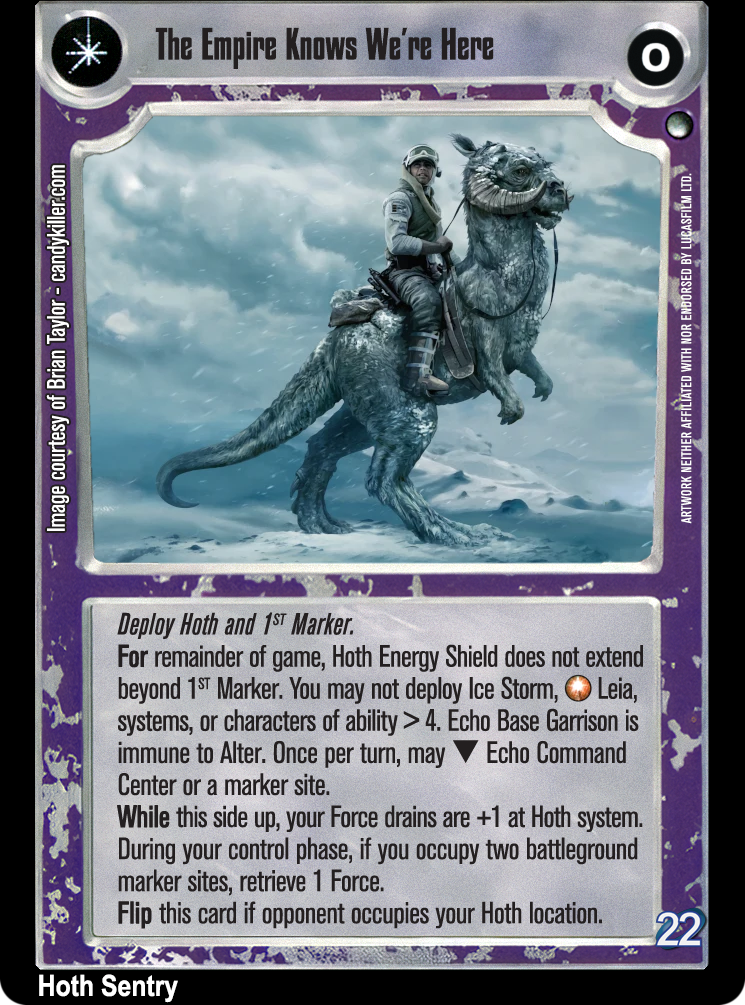 The Empire Knows We're Here
0
Image courtesy of Brian Taylor - candykiller.com
ARTWORK NEITHER AFFILIATED WITH NOR ENDORSED BY LUCASFILM LTD.
Deploy Hoth and 1ST Marker.
For remainder of game, Hoth Energy Shield does not extend
beyond 1ST Marker. You may not deploy Ice Storm, Leia,
systems, or characters of ability > 4. Echo Base Garrison is
immune to Alter. Once per turn, may ▼ Echo Command
Center or a marker site.
While this side up, your Force drains are +1 at Hoth system.
During your control phase, if you occupy two battleground
marker sites, retrieve 1 Force.
Flip this card if opponent occupies your Hoth location.
22
Hoth Sentry